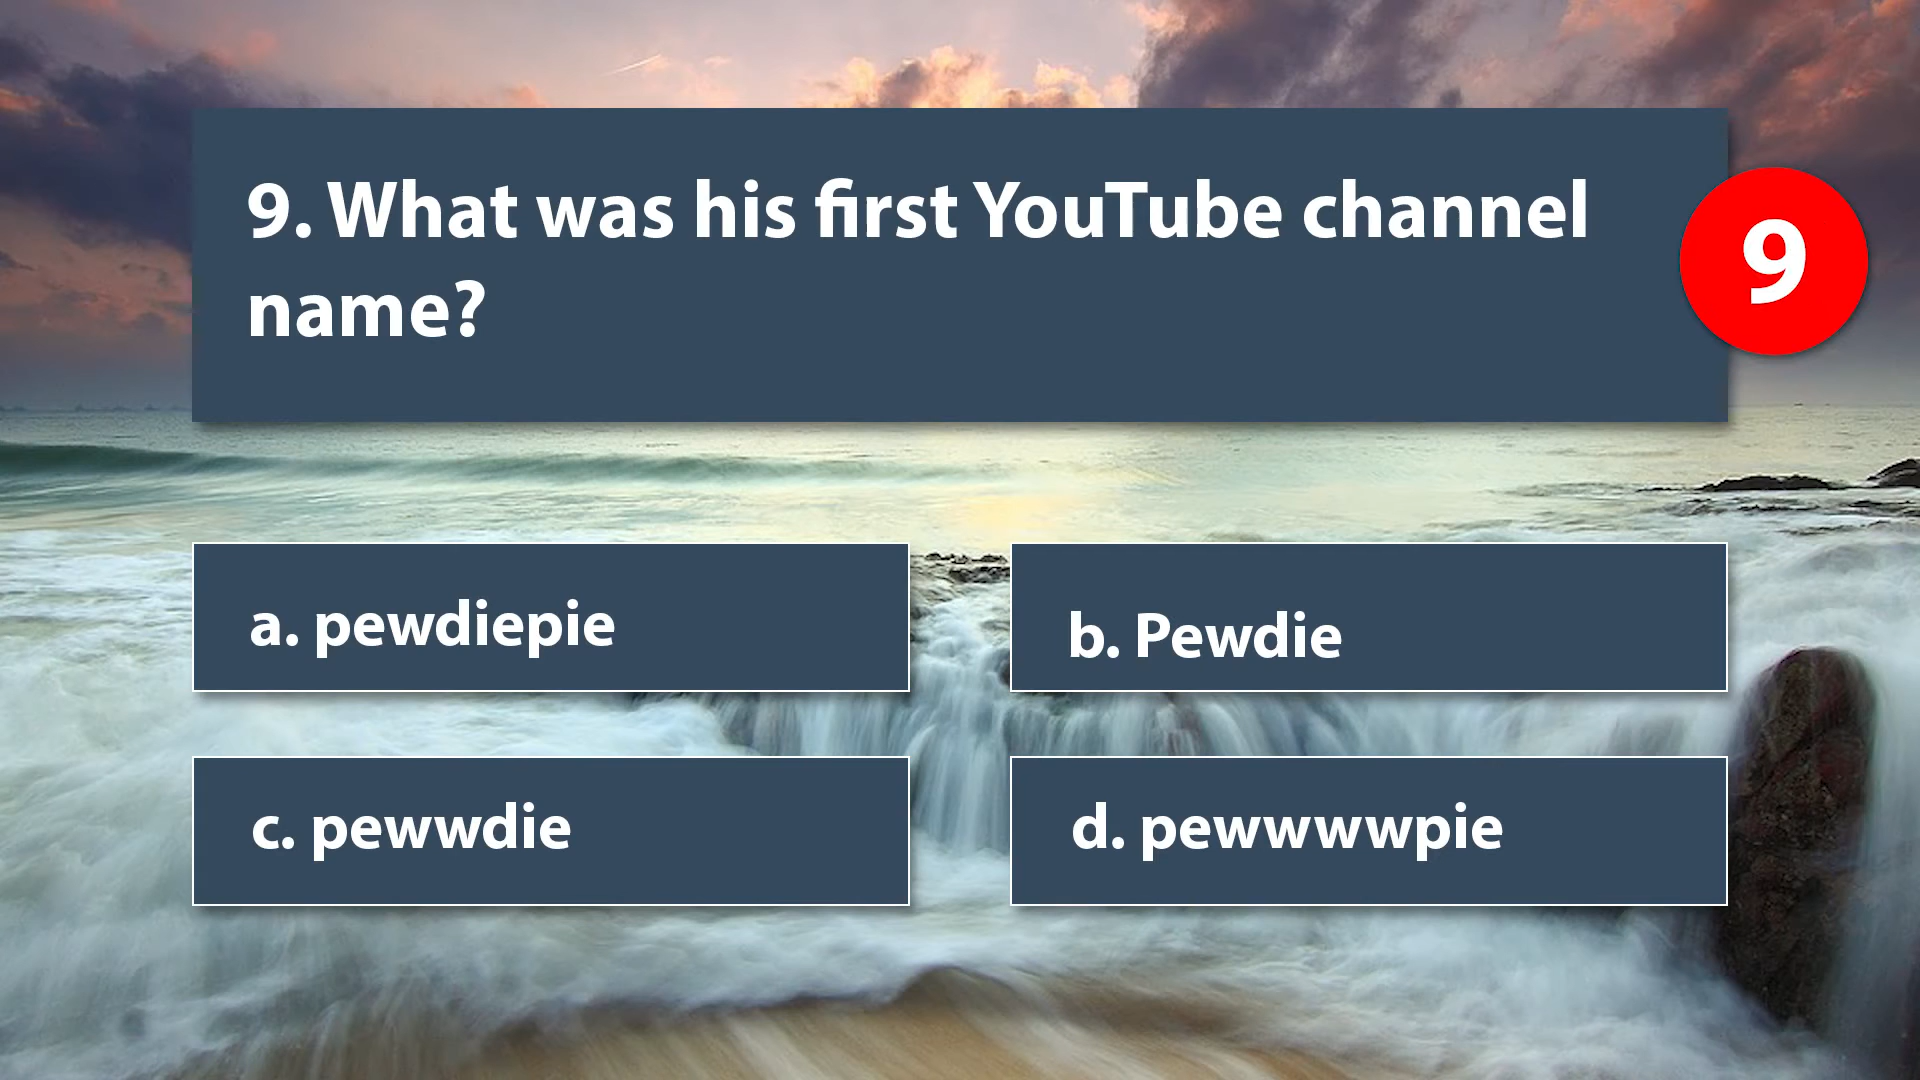 9. What was his first YouTube channel
name?
9
a. pewdiepie
b. Pewdie
c. pewwdie
d. pewwwwpie